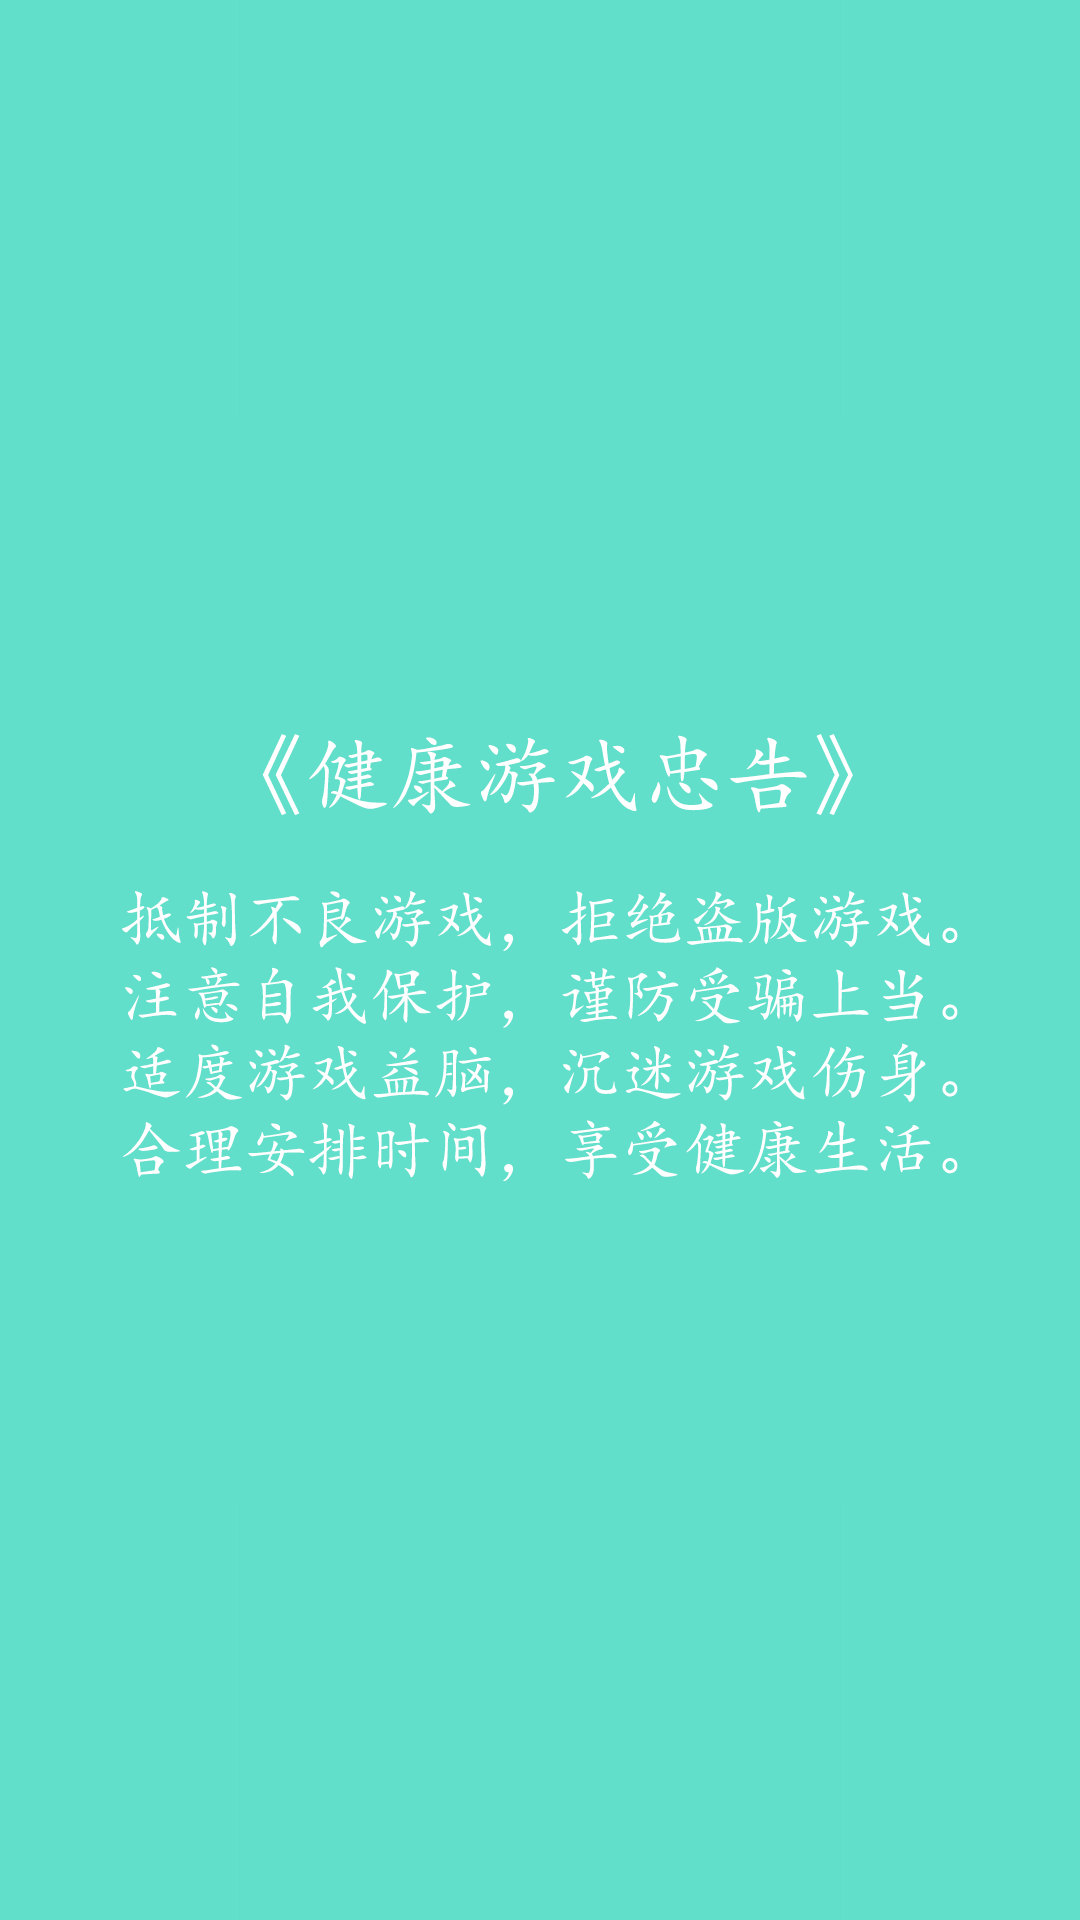 《健康游戏忠告》
抵制不良游戏，拒绝盗版游戏。
注意自我保护，谨防受骗上当。
适度游戏益脑，沉迷游戏伤身。
合理安排时间，享受健康生活。